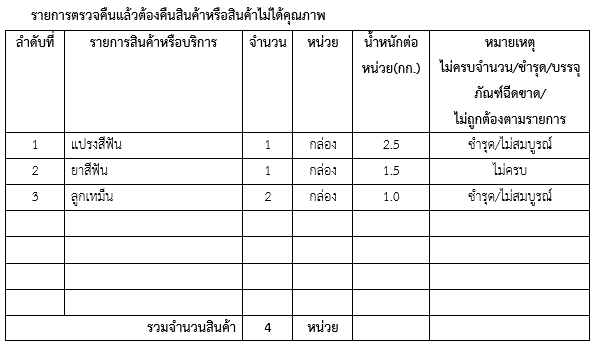 รายการตรวจคืนแล้วต้องคืนสินค้าหรือสินค้าไม่ได้คุณภาพ
ลำดับที่ รายการสินค้าหรือบริการ จำนวน หน่วย น้ำหนักต่อ หมายเหตุ
หน่วย(กก.) ไม่ครบจำนวน/ชำรุด/บรรจุ
ภัณฑ์ฉีดขาด/
ไม่ถูกต้องตามรายการ
1 แปรงสีฟัน 1 กล่อง 2.5 ชำรุด/ไม่สมบูรณ์
2 ยาสีฟัน 1 กล่อง 1.5 ไม่ครบ
3 ลูกเหม็น 2 กล่อง 1.0 ชำรุด/ไม่สมบูรณ์
รวมจำนวนสินค้า 4 หน่วย